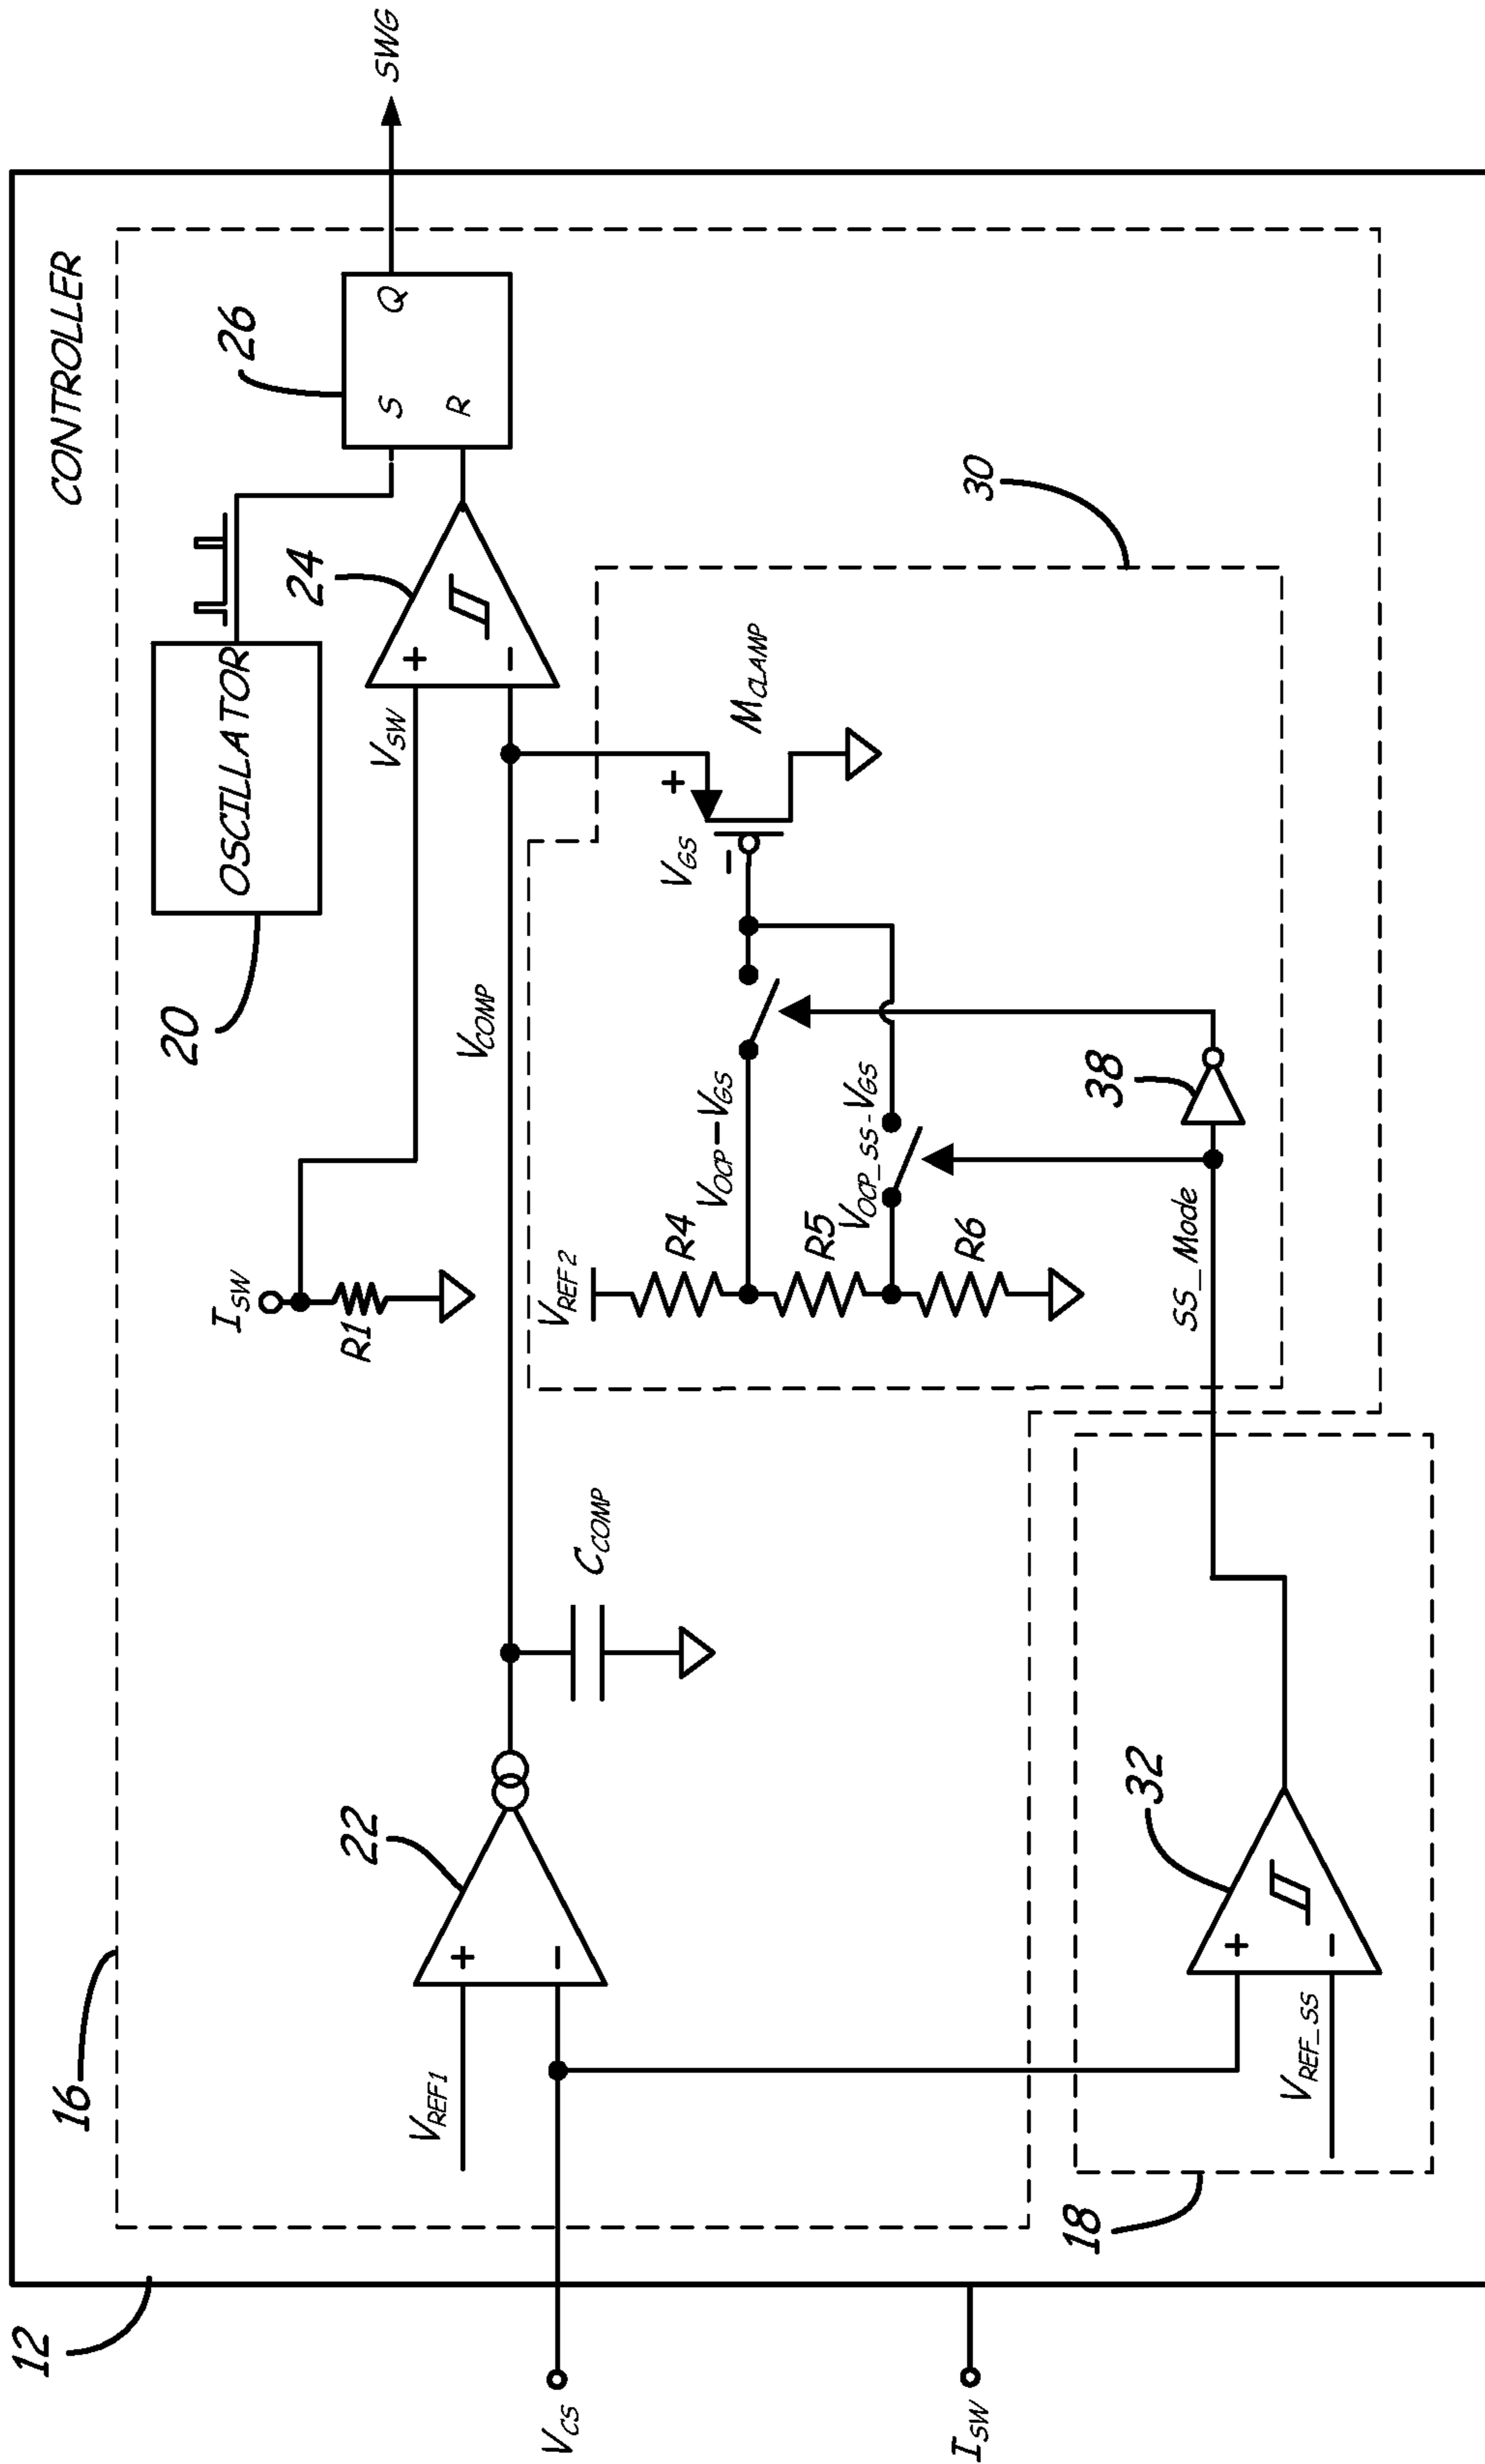 12
16
CONTROLLER
20
OSCILLATOR
26
S
Q
R
SWG
I_SW
R1
V_SW
24
+
−
22
V_REF1
+
−
V_COMP
C_COMP
V_CS
V_REF2
R4
V_OCP−V_GS
R5
V_OCP_SS-V_GS
R6
V_GS
+
−
M_CLAMP
30
I_SW
18
V_REF_SS
+
−
32
SS_Mode
38